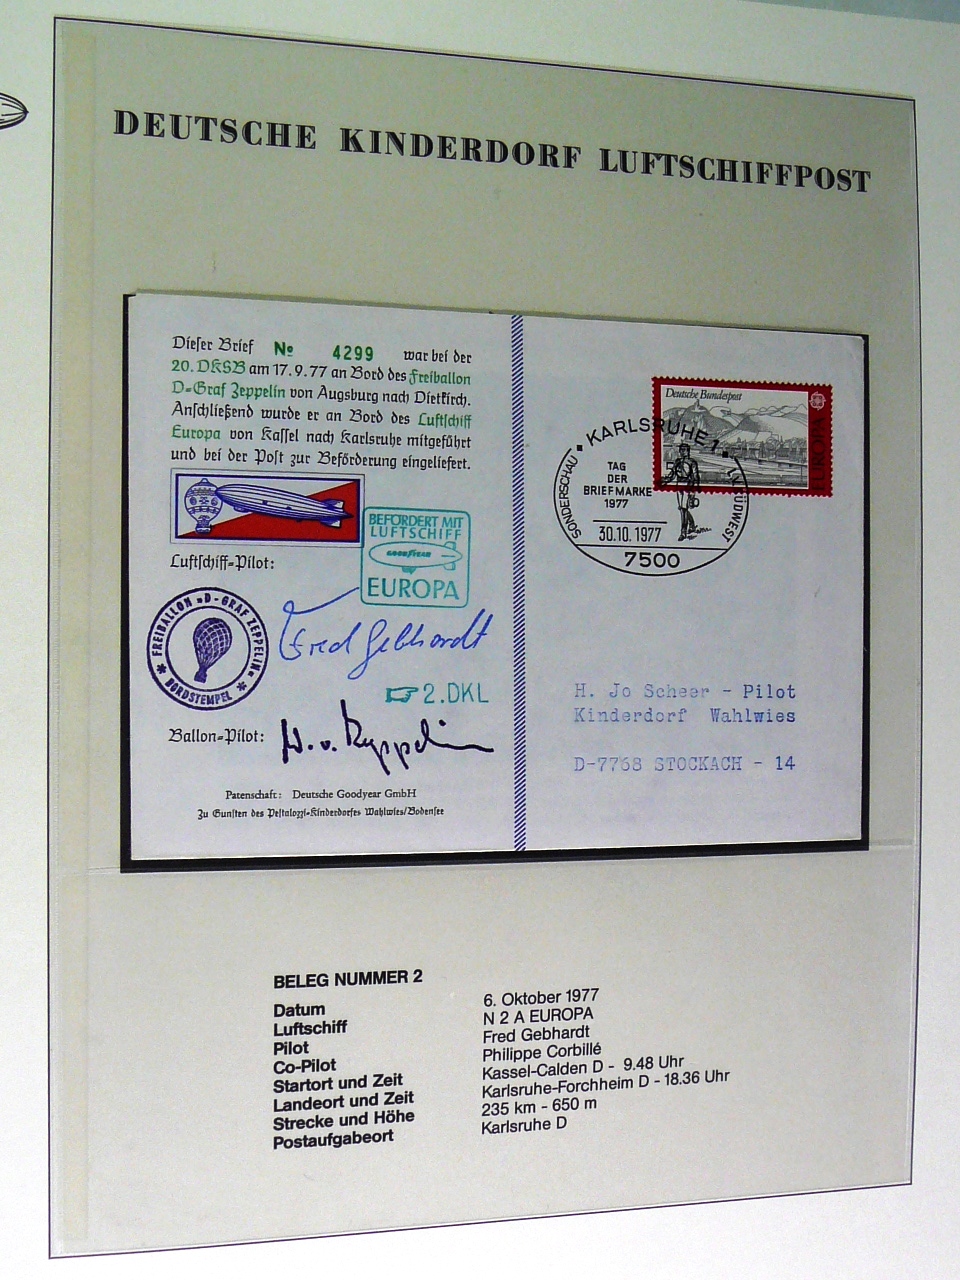 DEUTSCHE KINDERDORF LUFTSCHIFFPOST
Dieser Brief No 4299 war bei der
20. DKSB am 17.9.77 an Bord des Freiballon
D-Graf Zeppelin von Augsburg nach Dietkirch.
Anschließend wurde er an Bord des Luftschiff
Europa von Kassel nach Karlsruhe mitgeführt
und bei der Post zur Beförderung eingeliefert.
BEFÖRDERT MIT
LUFTSCHIFF
GOODYEAR
EUROPA
Luftschiff-Pilot:
Fred Gebhardt
FREIBALLON »D-GRAF ZEPPELIN«
* BORDSTEMPEL *
2.DKL
Ballon-Pilot:
H. v. Zeppelin
Patenschaft: Deutsche Goodyear GmbH
Zu Gunsten des Pestalozzi-Kinderdorfes Wahlwies/Bodensee
Deutsche Bundespost
EUROPA
KARLSRUHE 1
SONDERSCHAU
TAG
DER
BRIEFMARKE
1977
LV SÜDWEST
30.10.1977
7500
H. Jo Scheer - Pilot
Kinderdorf Wahlwies
D-7768 STOCKACH - 14
BELEG NUMMER 2
Datum 6. Oktober 1977
Luftschiff N 2 A EUROPA
Pilot Fred Gebhardt
Co-Pilot Philippe Corbillé
Startort und Zeit Kassel-Calden D - 9.48 Uhr
Landeort und Zeit Karlsruhe-Forchheim D - 18.36 Uhr
Strecke und Höhe 235 km - 650 m
Postaufgabeort Karlsruhe D